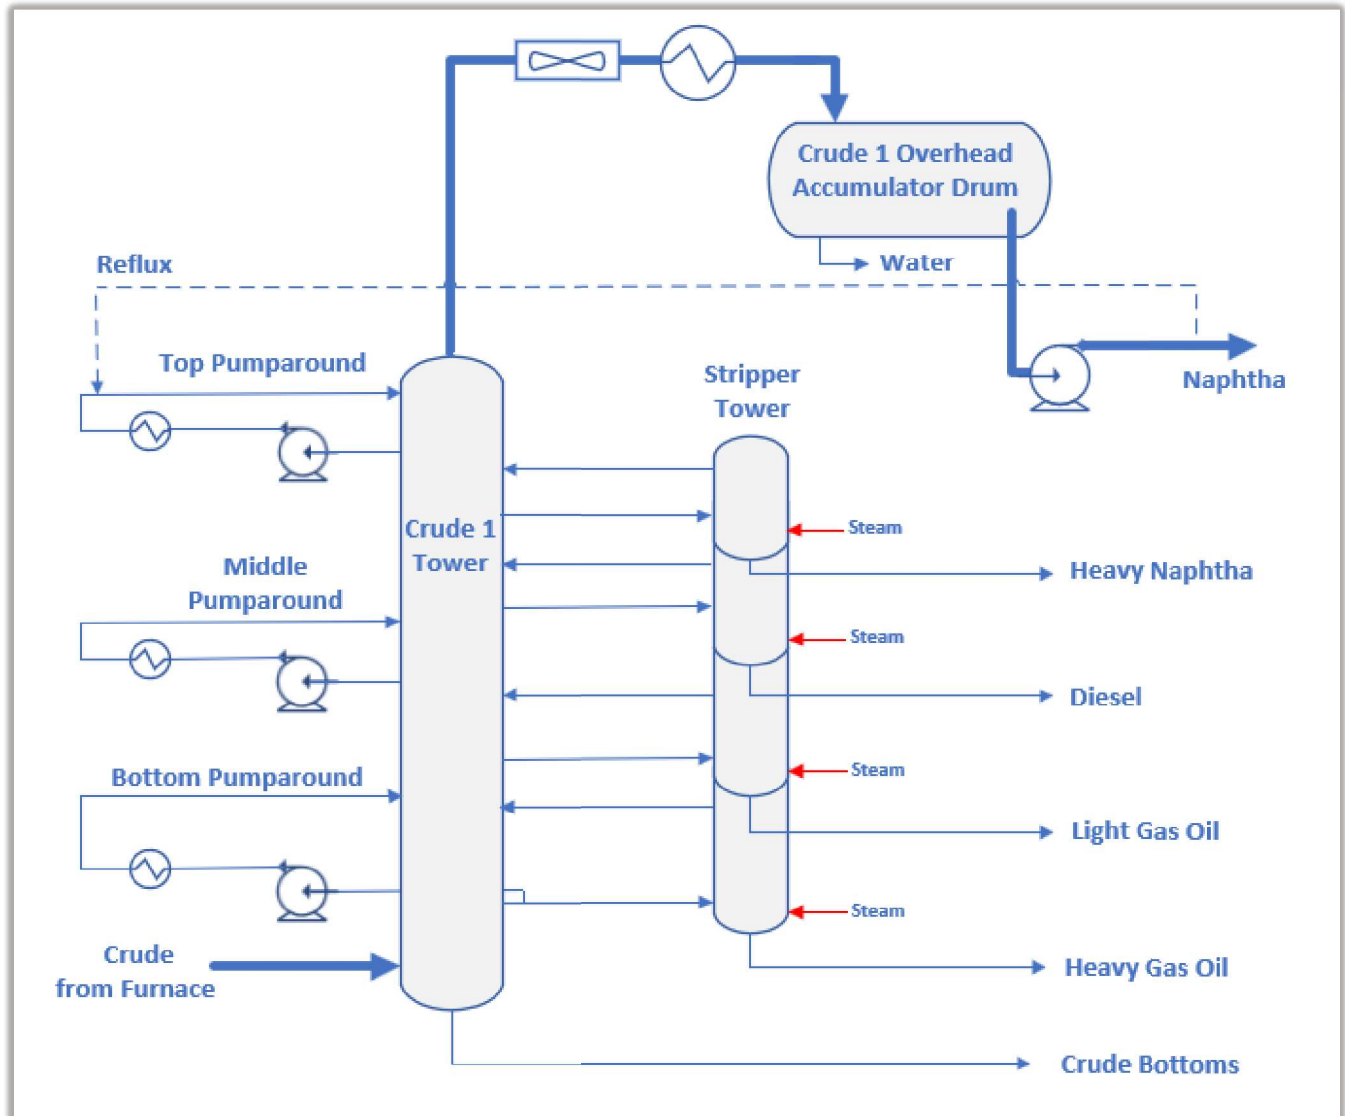 Crude 1 Overhead
Accumulator Drum
Water
Reflux
Top Pumparound
Stripper
Tower
Naphtha
Crude 1
Tower
Steam
Middle
Pumparound
Heavy Naphtha
Steam
Diesel
Bottom Pumparound
Steam
Light Gas Oil
Steam
Crude
from Furnace
Heavy Gas Oil
Crude Bottoms